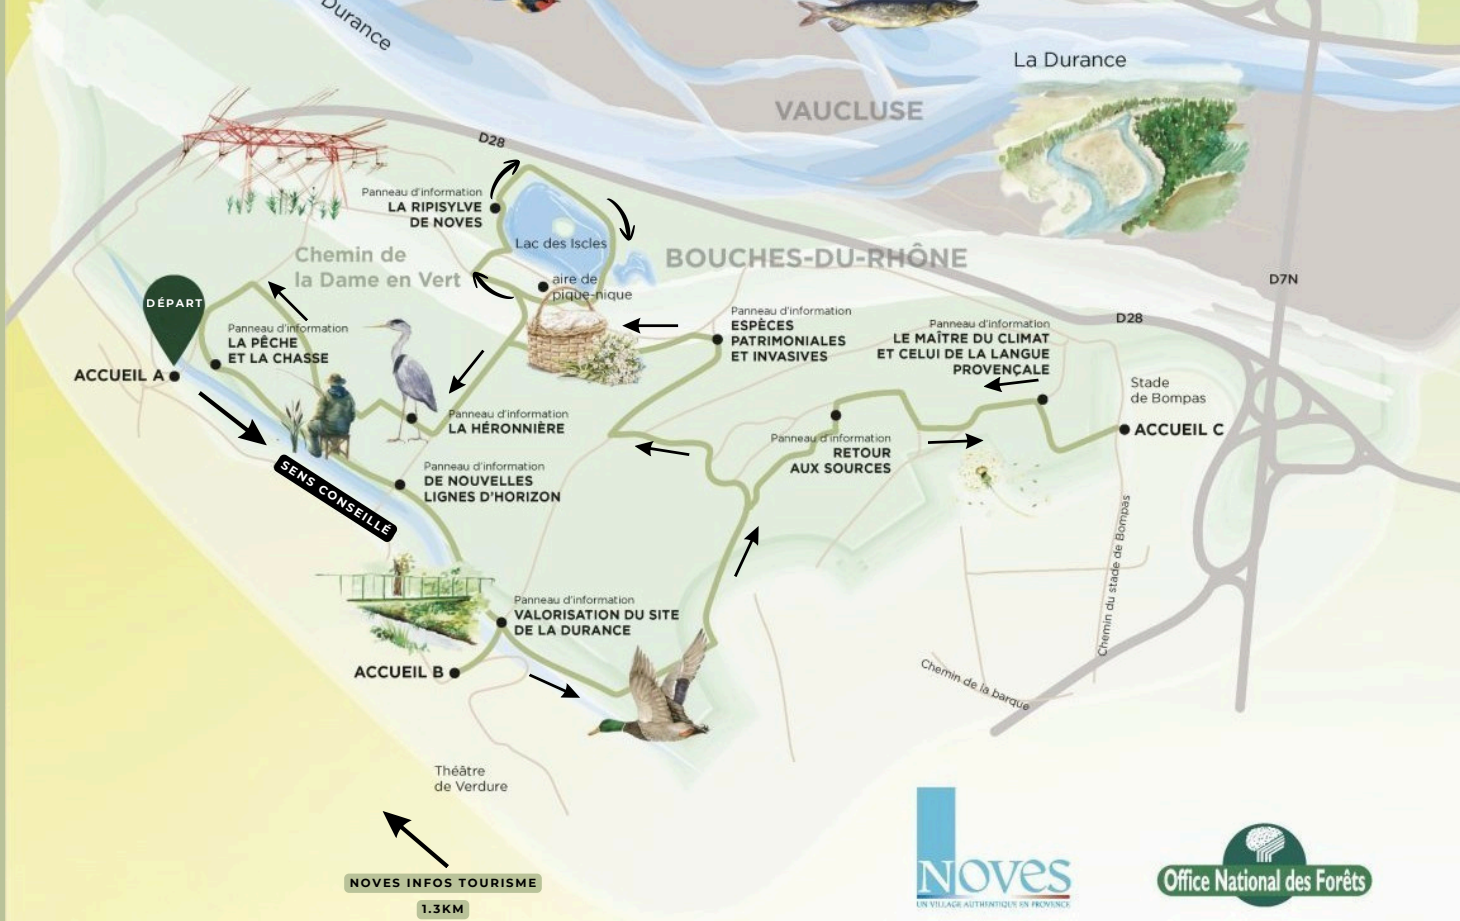 Durance
La Durance
VAUCLUSE
D28
Panneau d'information
LA RIPISYLVE
DE NOVES
Lac des Iscles
Chemin de
la Dame en Vert
BOUCHES-DU-RHÔNE
aire de
pique-nique
D7N
DÉPART
Panneau d'information
LA PÊCHE
ET LA CHASSE
ACCUEIL A
Panneau d'information
ESPÈCES
PATRIMONIALES
ET INVASIVES
Panneau d'information
LE MAÎTRE DU CLIMAT
ET CELUI DE LA LANGUE
PROVENÇALE
D28
Stade
de Bompas
ACCUEIL C
Panneau d'information
LA HÉRONNIÈRE
Panneau d'information
RETOUR
AUX SOURCES
Panneau d'information
DE NOUVELLES
LIGNES D'HORIZON
SENS CONSEILLÉ
Chemin du stade de Bompas
Panneau d'information
VALORISATION DU SITE
DE LA DURANCE
ACCUEIL B
Chemin de la barque
Théâtre
de Verdure
NOVES INFOS TOURISME
1.3KM
NOVES
UN VILLAGE AUTHENTIQUE EN PROVENCE
Office National des Forêts